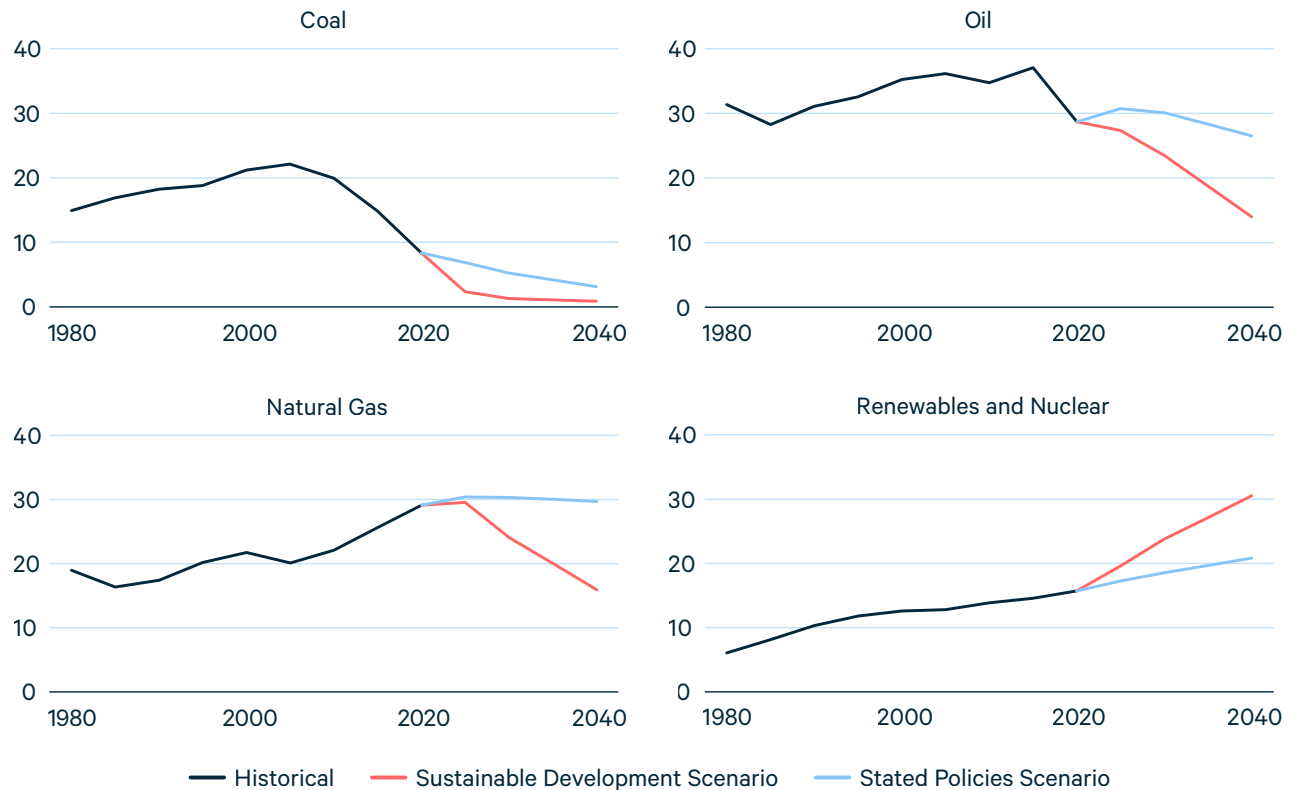 Coal
40
30
20
10
0
1980 2000 2020 2040
Oil
40
30
20
10
0
1980 2000 2020 2040
Natural Gas
40
30
20
10
0
1980 2000 2020 2040
Renewables and Nuclear
40
30
20
10
0
1980 2000 2020 2040
Historical Sustainable Development Scenario Stated Policies Scenario